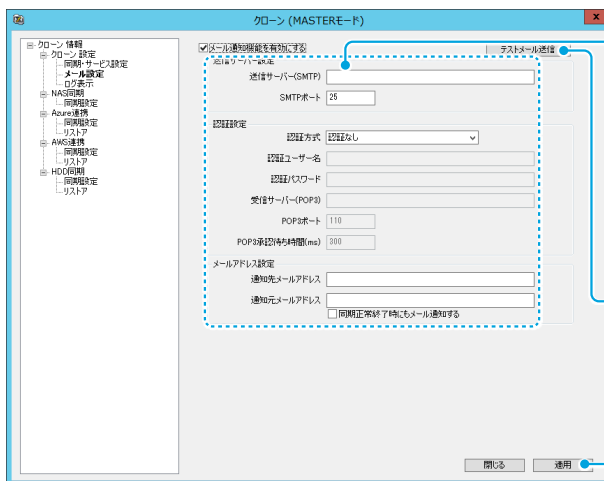 クローン (MASTERモード)
x
クローン 情報
クローン 設定
同期・サービス設定
メール設定
ログ表示
NAS同期
同期設定
Azure連携
同期設定
リストア
AWS連携
同期設定
リストア
HDD同期
同期設定
リストア
メール通知機能を有効にする
テストメール送信
送信サーバー設定
送信サーバー(SMTP)
SMTPポート 25
認証設定
認証方式 認証なし
認証ユーザー名
認証パスワード
受信サーバー(POP3)
POP3ポート 110
POP3承認待ち時間(ms) 300
メールアドレス設定
通知先メールアドレス
通知元メールアドレス
同期正常終了時にもメール通知する
閉じる 適用